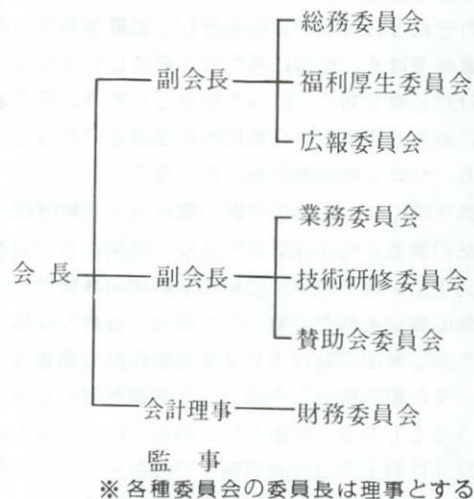 総務委員会
副会長 福利厚生委員会
広報委員会
業務委員会
会長 副会長 技術研修委員会
賛助会委員会
会計理事 財務委員会
監事
※各種委員会の委員長は理事とする